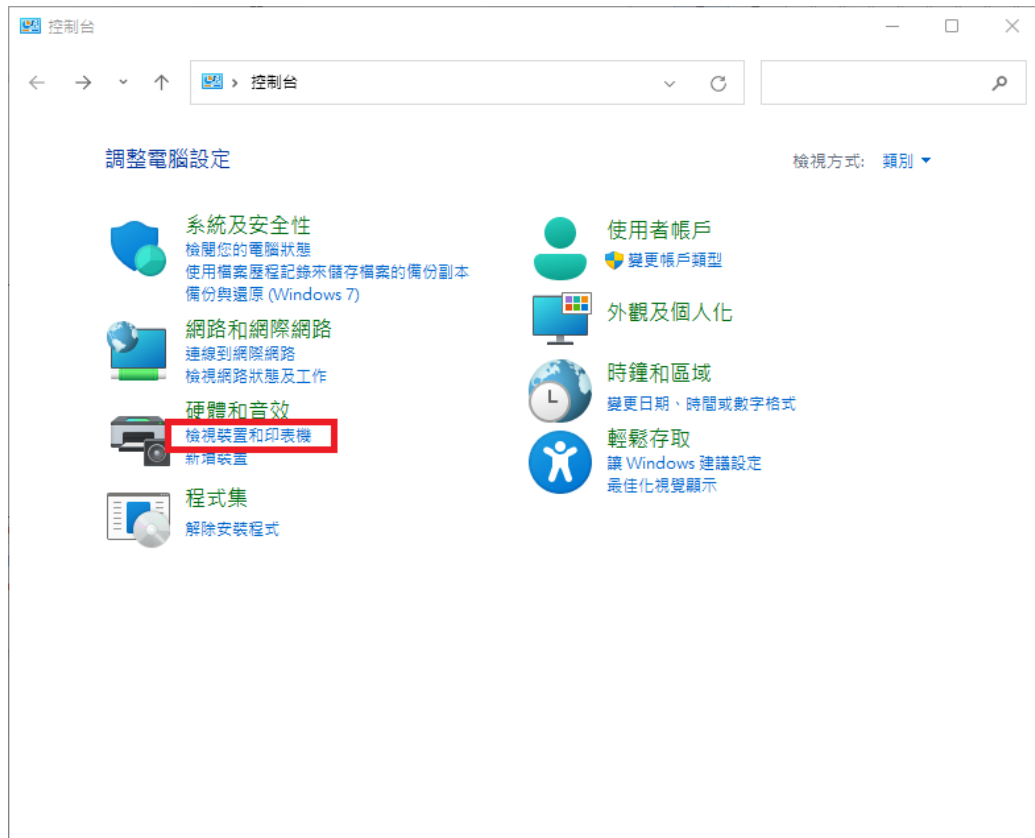 控制台
控制台
調整電腦設定
檢視方式: 類別
系統及安全性
檢閱您的電腦狀態
使用檔案歷程記錄來儲存檔案的備份副本
備份與還原 (Windows 7)
網路和網際網路
連線到網際網路
檢視網路狀態及工作
硬體和音效
檢視裝置和印表機
新增裝置
程式集
解除安裝程式
使用者帳戶
變更帳戶類型
外觀及個人化
時鐘和區域
變更日期、時間或數字格式
輕鬆存取
讓 Windows 建議設定
最佳化視覺顯示